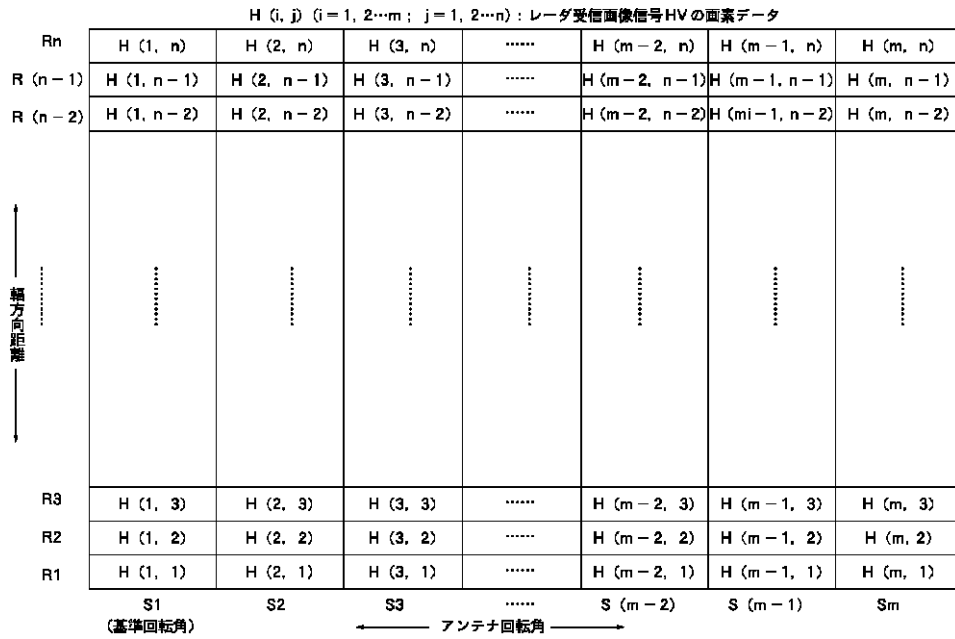 H (i, j) (i = 1, 2…m ; j = 1, 2…n) : レーダ受信画像信号HVの画素データ
Rn H (1, n) H (2, n) H (3, n) …… H (m−2, n) H (m−1, n) H (m, n)
R (n−1) H (1, n−1) H (2, n−1) H (3, n−1) …… H (m−2, n−1) H (m−1, n−1) H (m, n−1)
R (n−2) H (1, n−2) H (2, n−2) H (3, n−2) …… H (m−2, n−2) H (mi−1, n−2) H (m, n−2)
幅方向距離
R3 H (1, 3) H (2, 3) H (3, 3) …… H (m−2, 3) H (m−1, 3) H (m, 3)
R2 H (1, 2) H (2, 2) H (3, 2) …… H (m−2, 2) H (m−1, 2) H (m, 2)
R1 H (1, 1) H (2, 1) H (3, 1) …… H (m−2, 1) H (m−1, 1) H (m, 1)
S1 S2 S3 …… S (m−2) S (m−1) Sm
(基準回転角) アンテナ回転角